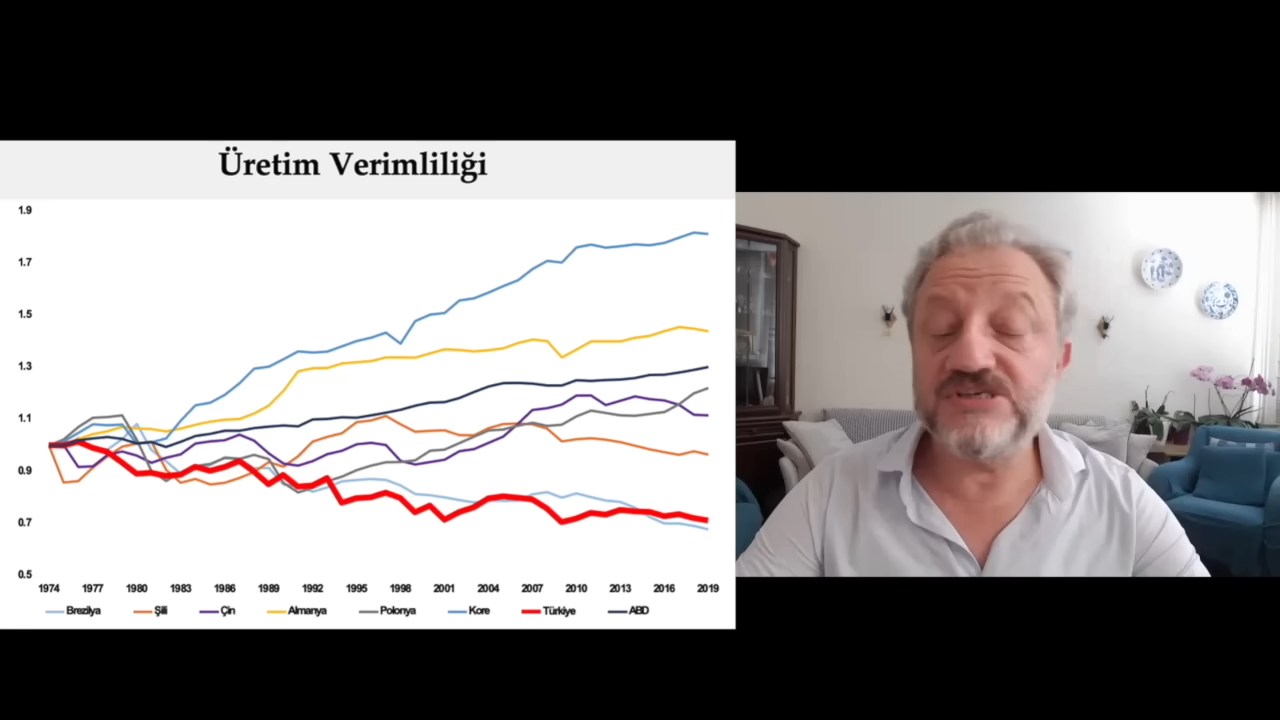 Üretim Verimliliği
1.9
1.7
1.5
1.3
1.1
0.9
0.7
0.5
1974 1977 1980 1983 1986 1989 1992 1995 1998 2001 2004 2007 2010 2013 2016 2019
Brezilya Şili Çin Almanya Polonya Kore Türkiye ABD